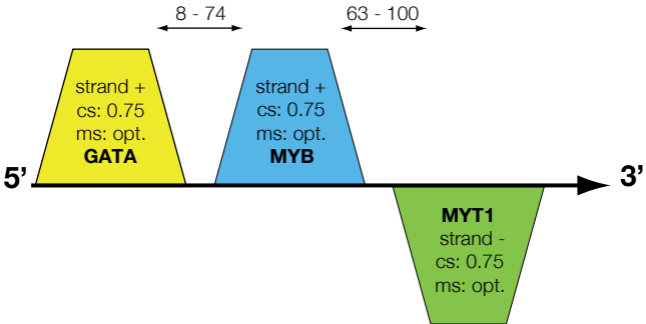 8 - 74
63 - 100
strand +
cs: 0.75
ms: opt.
GATA
strand +
cs: 0.75
ms: opt.
MYB
5’
3’
MYT1
strand -
cs: 0.75
ms: opt.